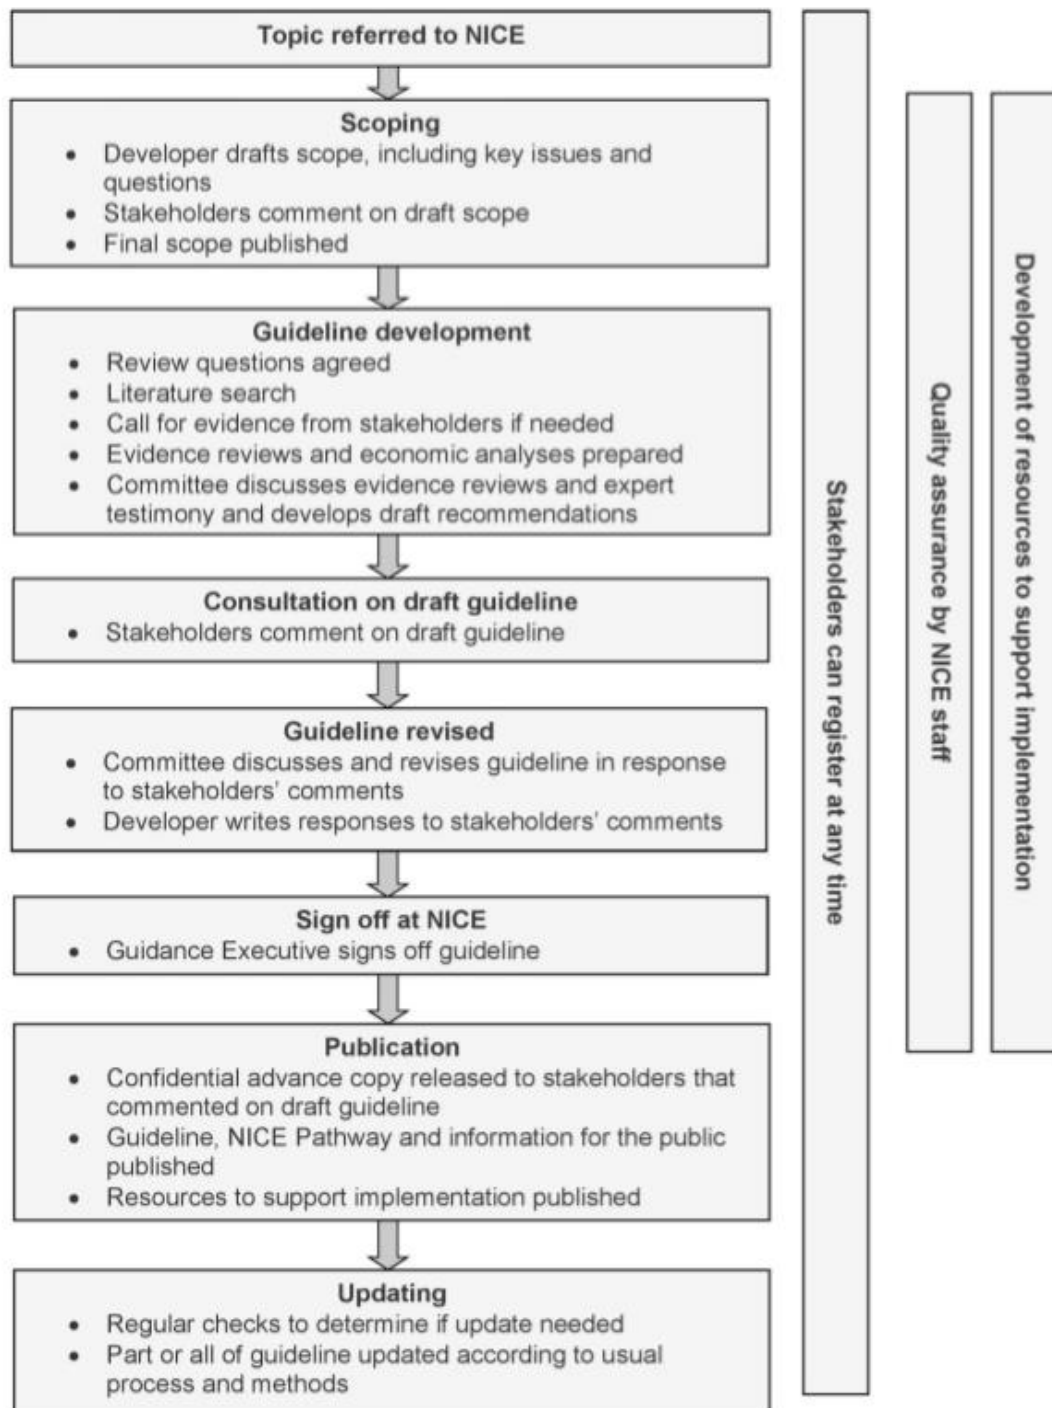 Topic referred to NICE
Scoping
• Developer drafts scope, including key issues and
questions
• Stakeholders comment on draft scope
• Final scope published
Guideline development
• Review questions agreed
• Literature search
• Call for evidence from stakeholders if needed
• Evidence reviews and economic analyses prepared
• Committee discusses evidence reviews and expert
testimony and develops draft recommendations
Consultation on draft guideline
• Stakeholders comment on draft guideline
Guideline revised
• Committee discusses and revises guideline in response
to stakeholders’ comments
• Developer writes responses to stakeholders’ comments
Sign off at NICE
• Guidance Executive signs off guideline
Publication
• Confidential advance copy released to stakeholders that
commented on draft guideline
• Guideline, NICE Pathway and information for the public
published
• Resources to support implementation published
Updating
• Regular checks to determine if update needed
• Part or all of guideline updated according to usual
process and methods
Stakeholders can register at any time
Quality assurance by NICE staff
Development of resources to support implementation